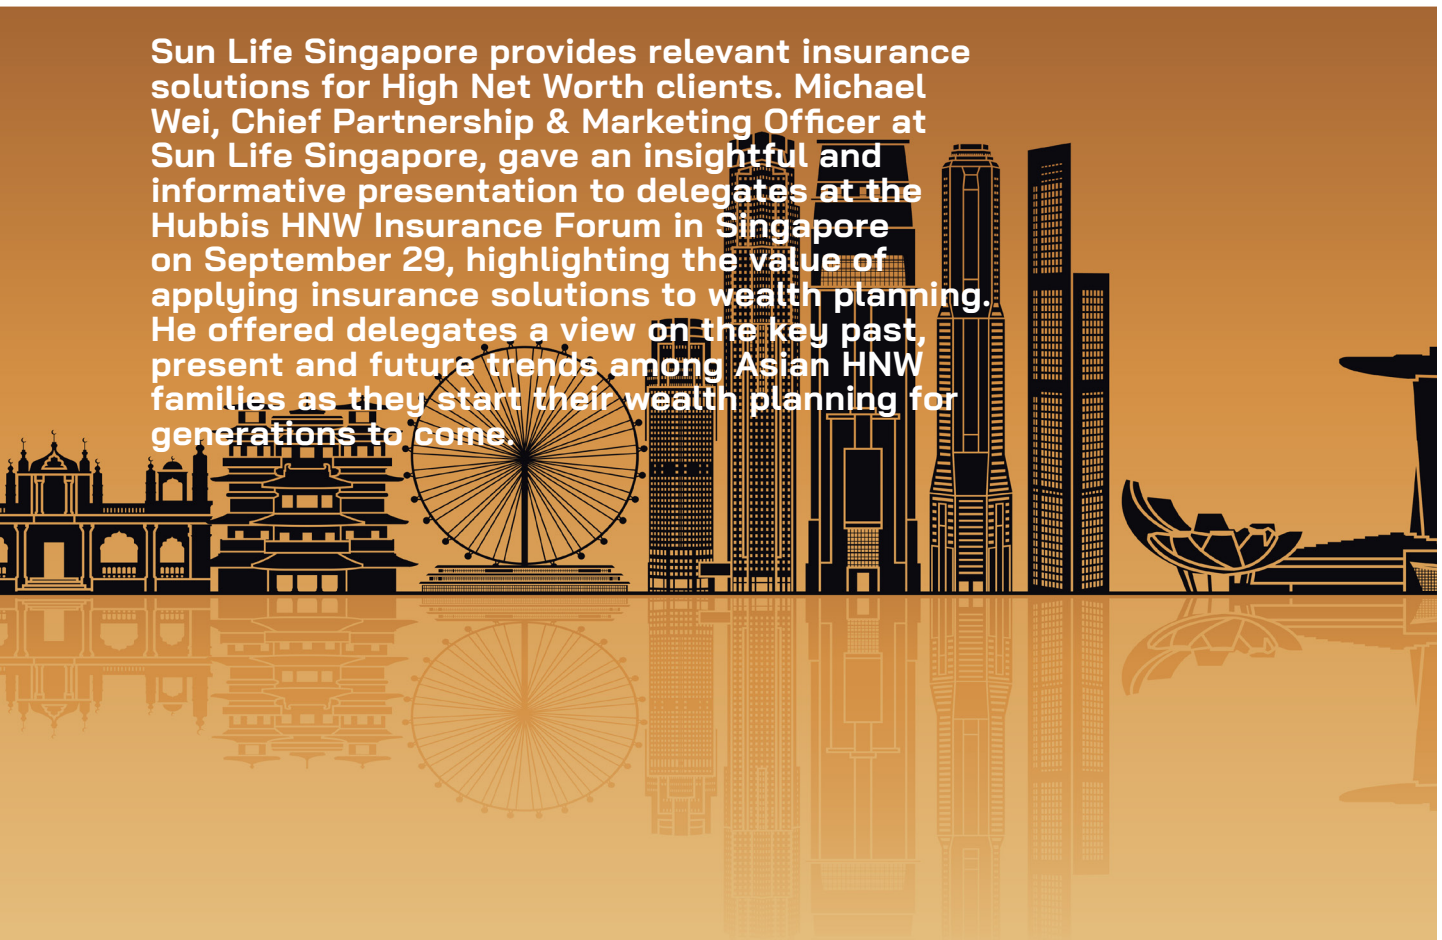 Sun Life Singapore provides relevant insurance
solutions for High Net Worth clients. Michael
Wei, Chief Partnership & Marketing Officer at
Sun Life Singapore, gave an insightful and
informative presentation to delegates at the
Hubbis HNW Insurance Forum in Singapore
on September 29, highlighting the value of
applying insurance solutions to wealth planning.
He offered delegates a view on the key past,
present and future trends among Asian HNW
families as they start their wealth planning for
generations to come.